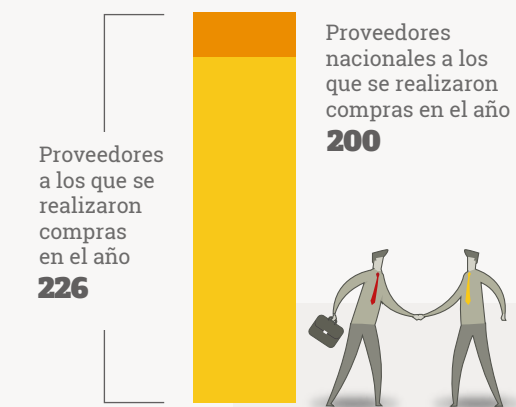 Proveedores
a los que se
realizaron
compras
en el año
226
Proveedores
nacionales a los
que se realizaron
compras en el año
200